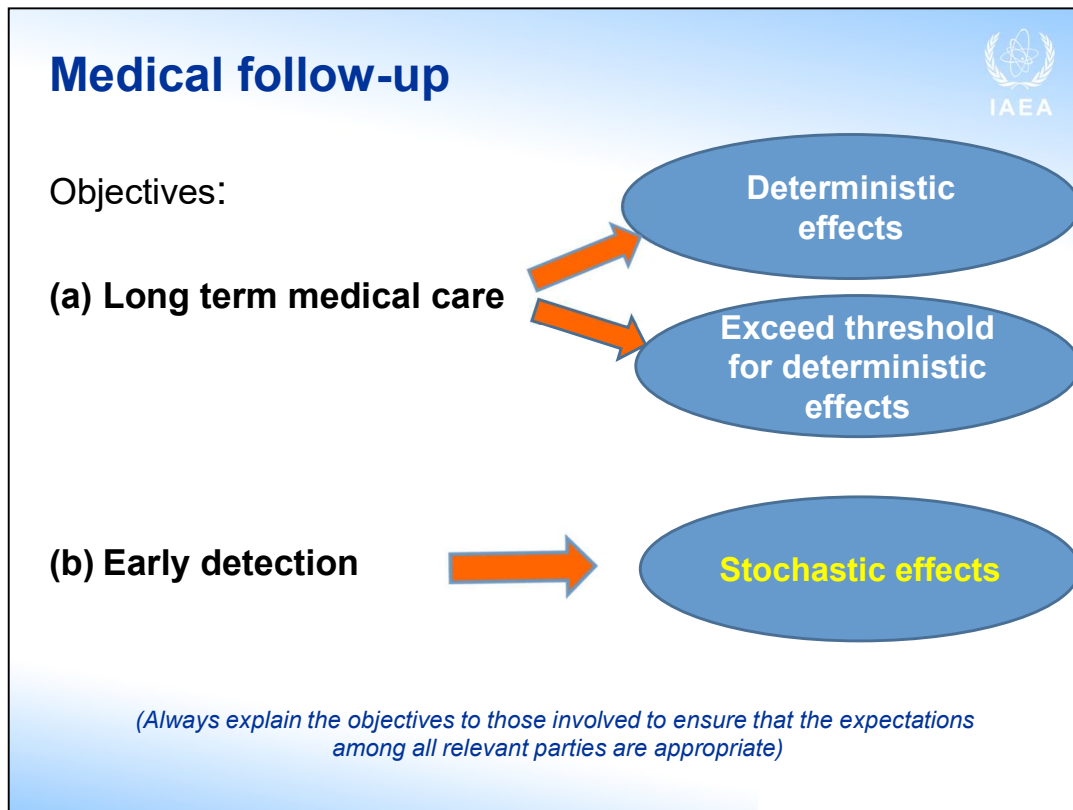 Medical follow-up
IAEA
Objectives:
Deterministic
effects
(a) Long term medical care
Exceed threshold
for deterministic
effects
(b) Early detection
Stochastic effects
(Always explain the objectives to those involved to ensure that the expectations
among all relevant parties are appropriate)